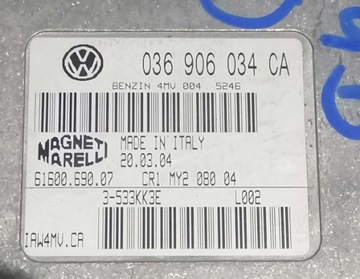 036 906 034 CA
BENZIN 4MV 004 5246
MAGNETI MARELLI
MADE IN ITALY
20.03.04
61600.690.07 CR1 MY2 080 04
3-533KK3E L002
IAW4MV.CA